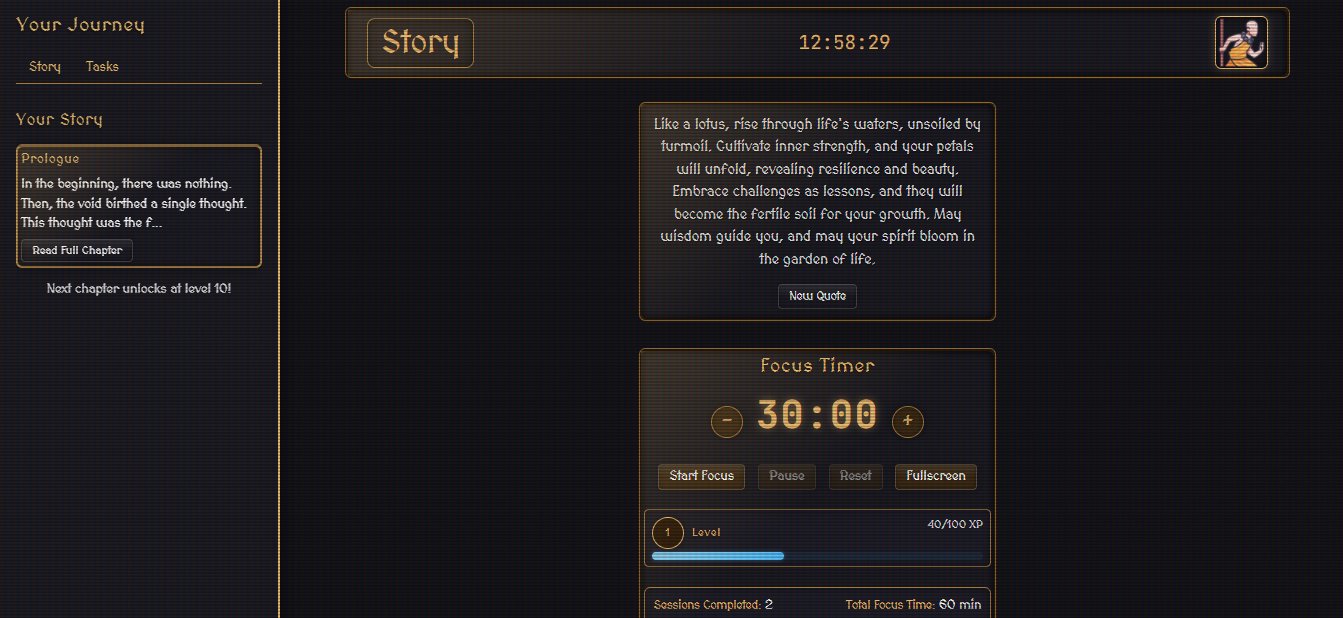 Your Journey
Story Tasks
Your Story
Prologue
In the beginning, there was nothing.
Then, the void birthed a single thought.
This thought was the f...
Read Full Chapter
Next chapter unlocks at level 10!
Story
12:58:29
Like a lotus, rise through life's waters, unsoiled by
turmoil. Cultivate inner strength, and your petals
will unfold, revealing resilience and beauty.
Embrace challenges as lessons, and they will
become the fertile soil for your growth. May
wisdom guide you, and may your spirit bloom in
the garden of life.
New Quote
Focus Timer
− 30:00 +
Start Focus Pause Reset Fullscreen
1 Level 40/100 XP
Sessions Completed: 2 Total Focus Time: 60 min